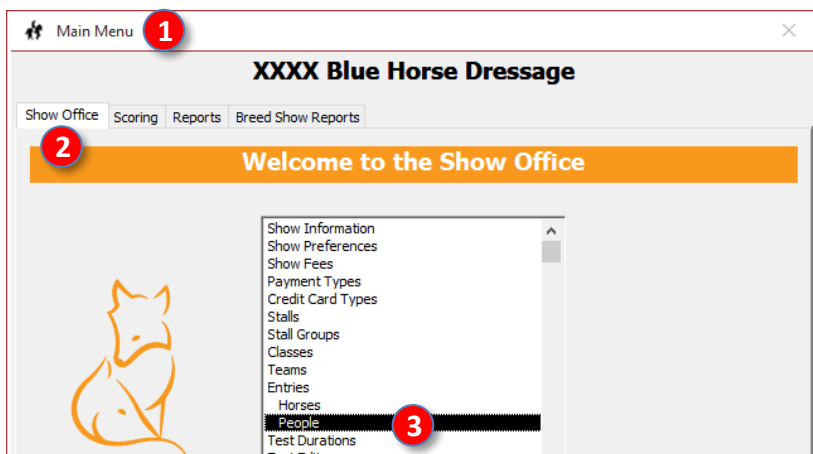 Main Menu 1
XXXX Blue Horse Dressage
Show Office Scoring Reports Breed Show Reports
2
Welcome to the Show Office
Show Information
Show Preferences
Show Fees
Payment Types
Credit Card Types
Stalls
Stall Groups
Classes
Teams
Entries
Horses
People 3
Test Durations